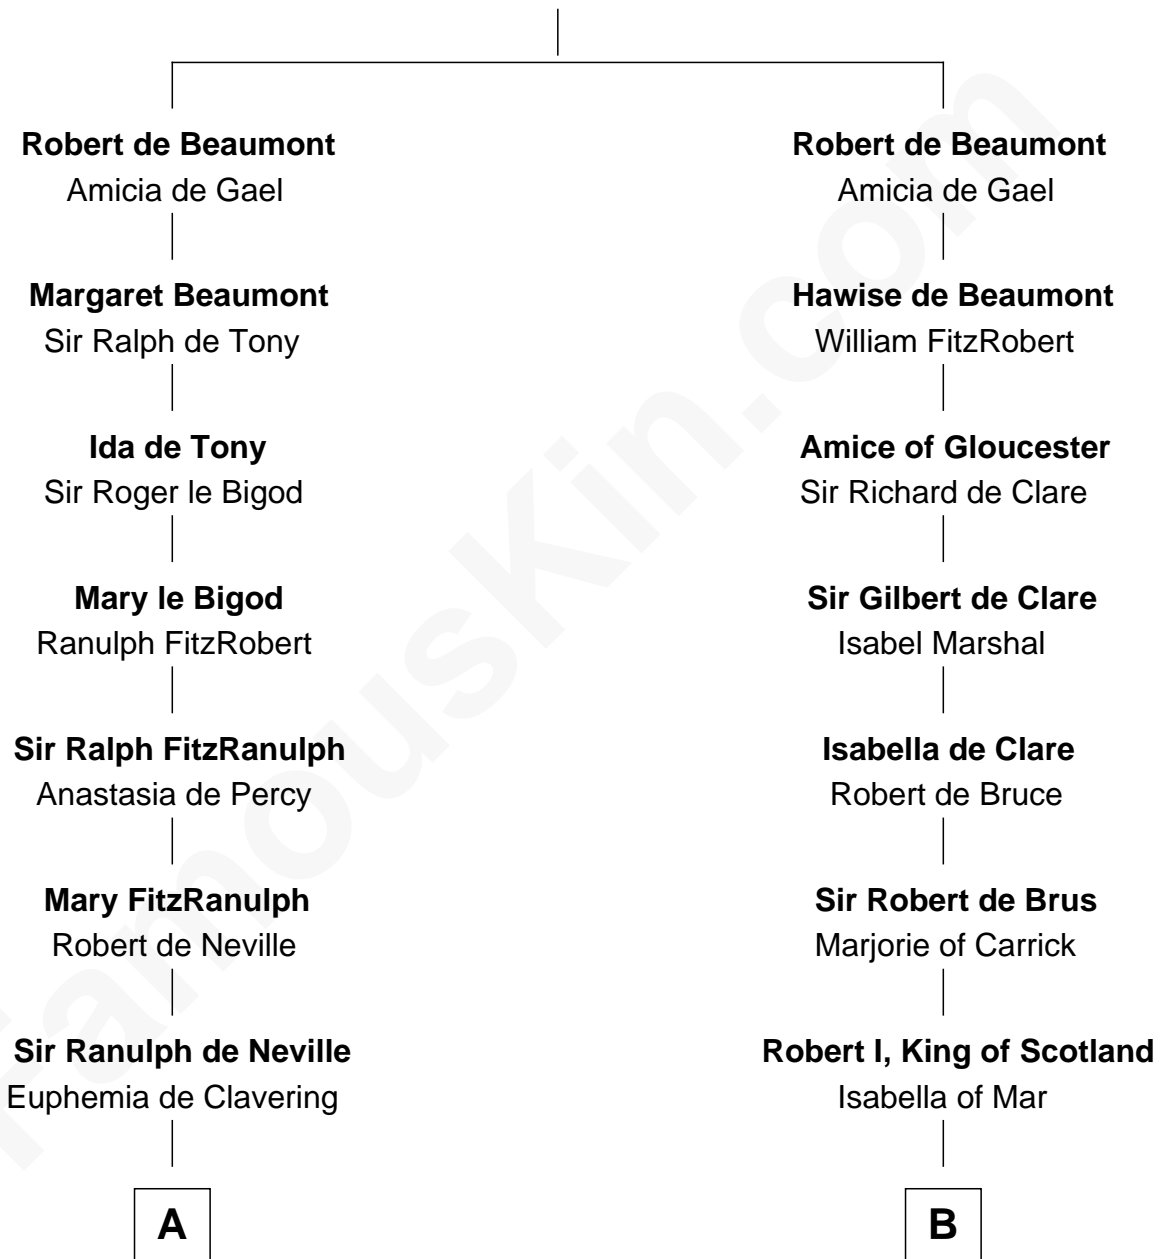 Robert de Beaumont
Amicia de Gael
Margaret Beaumont
Sir Ralph de Tony
Ida de Tony
Sir Roger le Bigod
Mary le Bigod
Ranulph FitzRobert
Sir Ralph FitzRanulph
Anastasia de Percy
Mary FitzRanulph
Robert de Neville
Sir Ranulph de Neville
Euphemia de Clavering
A
Robert de Beaumont
Amicia de Gael
Hawise de Beaumont
William FitzRobert
Amice of Gloucester
Sir Richard de Clare
Sir Gilbert de Clare
Isabel Marshal
Isabella de Clare
Robert de Bruce
Sir Robert de Brus
Marjorie of Carrick
Robert I, King of Scotland
Isabella of Mar
B
FamousKin.com